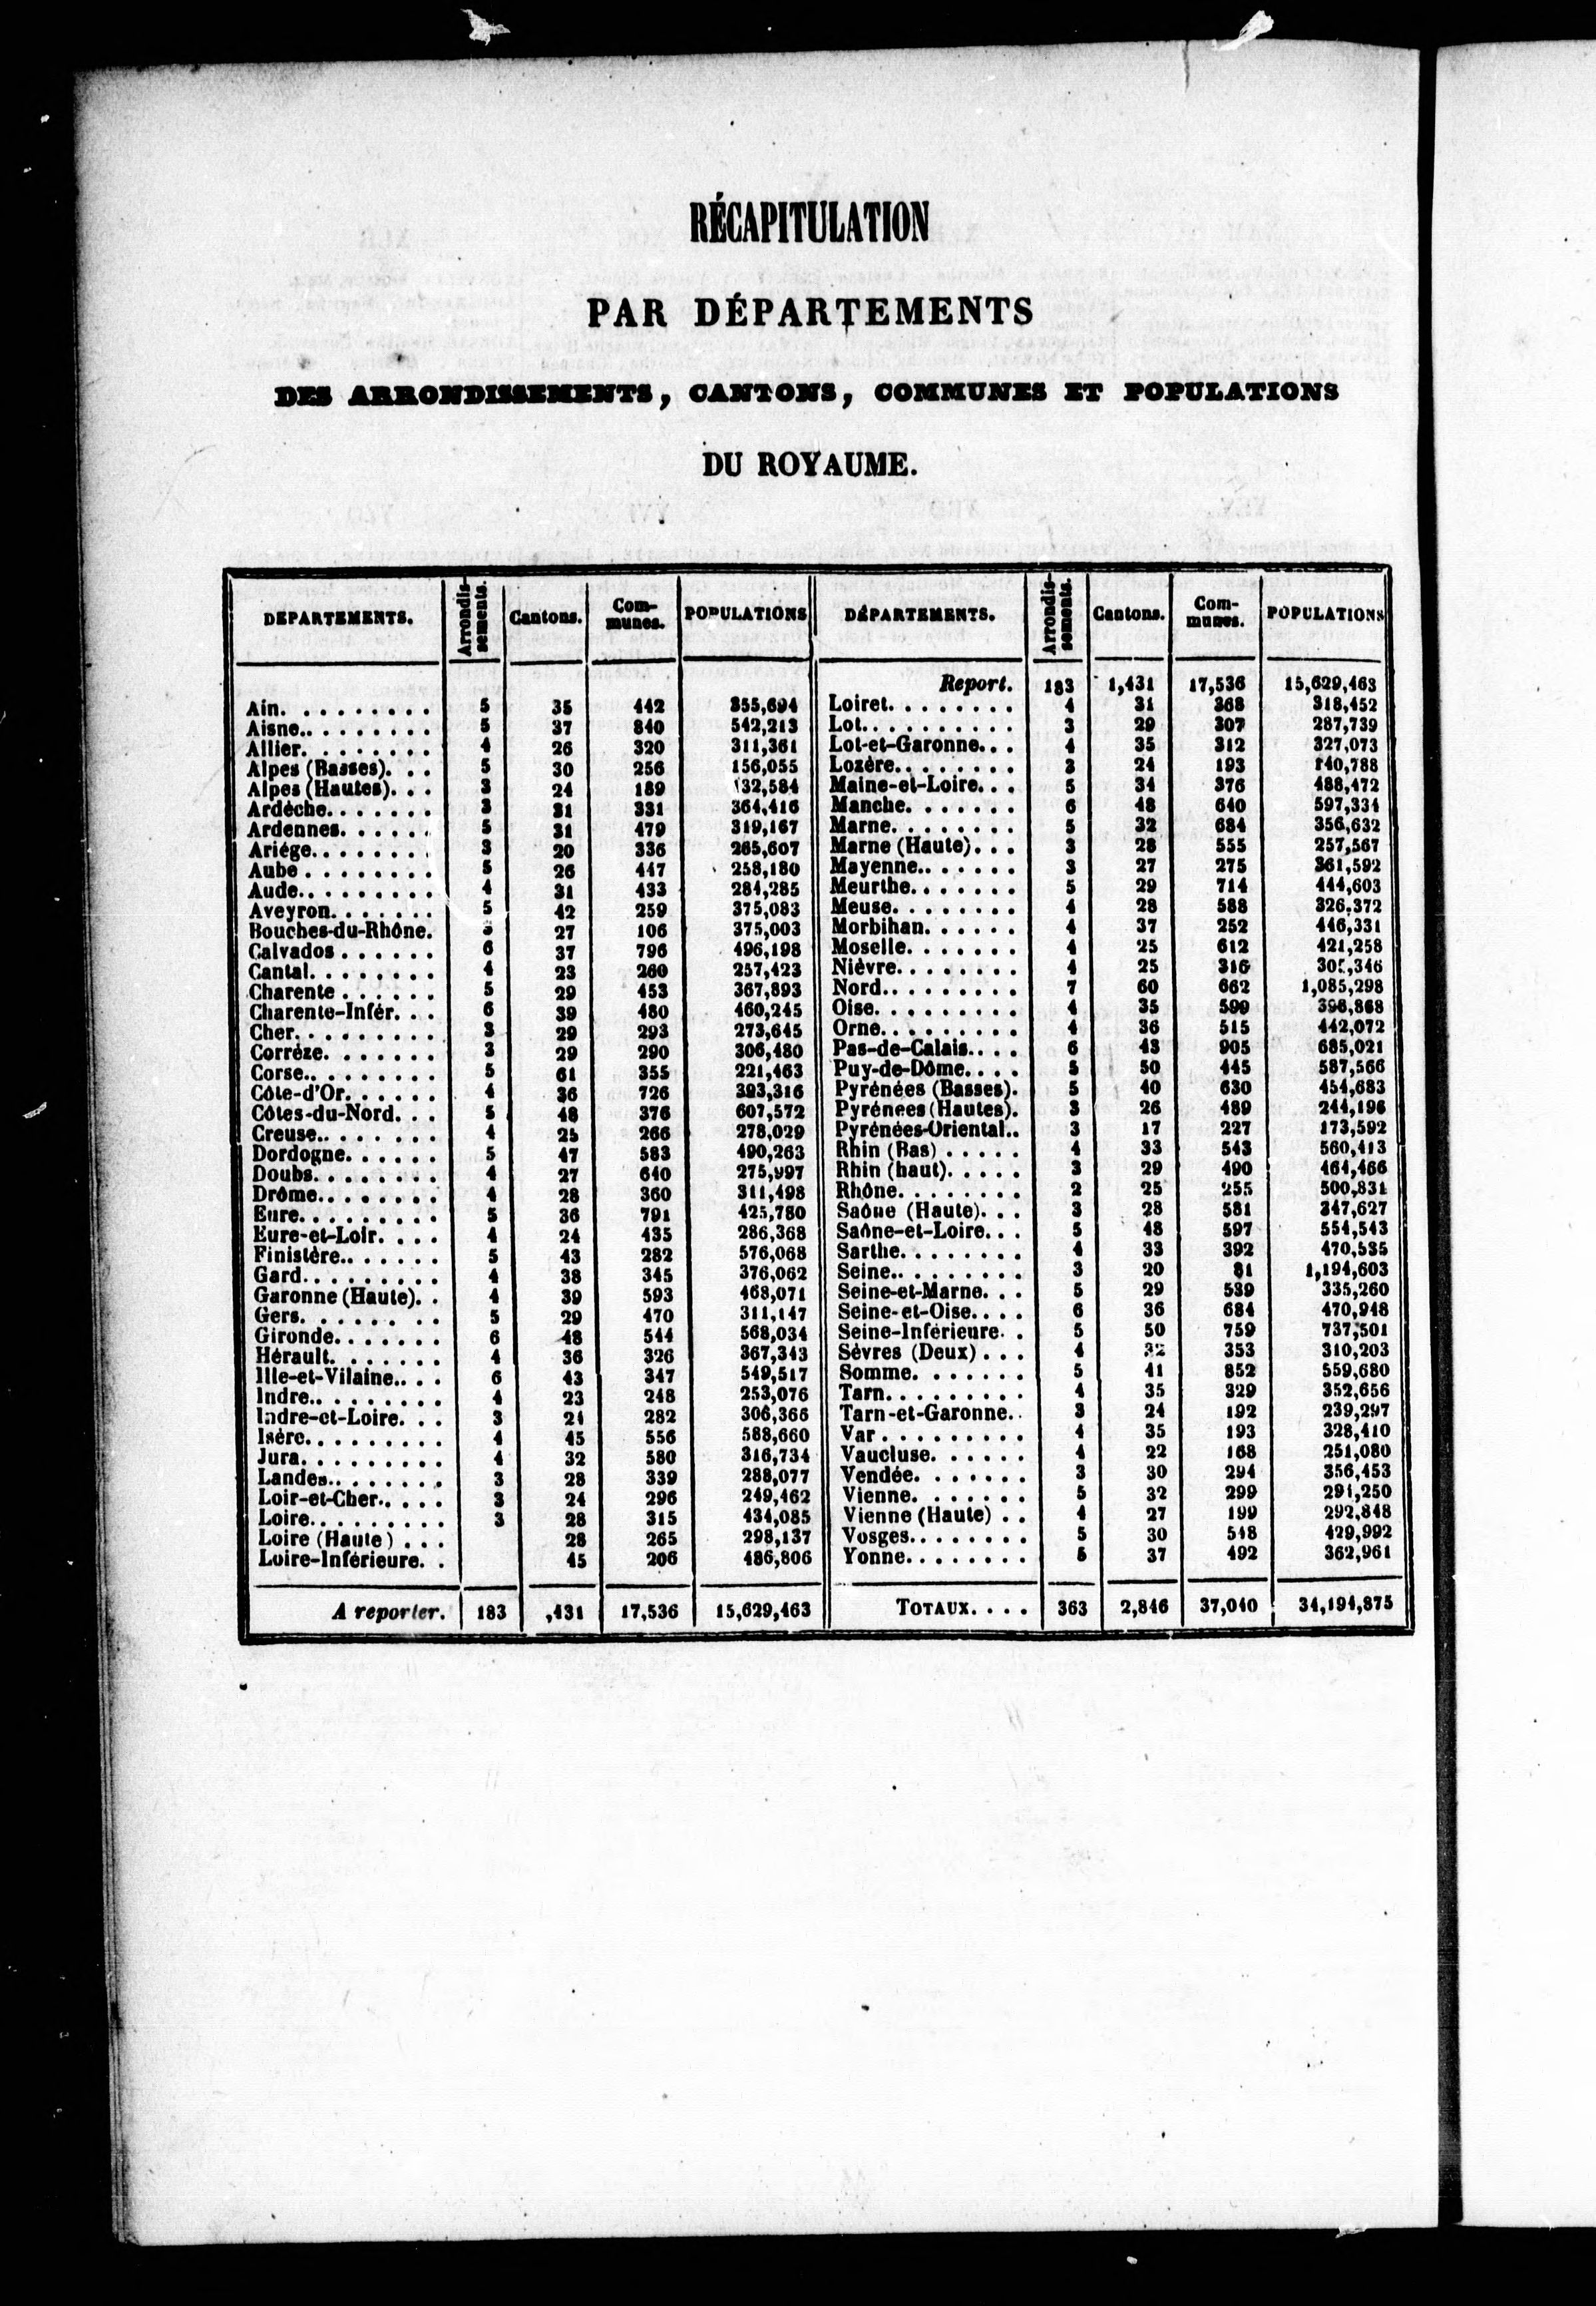 RÉCAPITULATION
PAR DÉPARTEMENTS
DES ARRONDISSEMENTS, CANTONS, COMMUNES ET POPULATIONS
DU ROYAUME.
DEPARTEMENTS. Arrondis-sements. Cantons. Com-munes. POPULATIONS
Ain. 5 35 442 355,694
Aisne. 5 37 840 542,213
Allier. 4 26 320 311,361
Alpes (Basses). 5 30 256 156,055
Alpes (Hautes). 3 24 189 132,584
Ardèche. 3 31 331 364,416
Ardennes. 5 31 479 319,167
Ariége. 3 20 336 265,607
Aube 5 26 447 258,180
Aude. 4 31 433 284,285
Aveyron. 5 42 259 375,083
Bouches-du-Rhône. 3 27 106 375,003
Calvados 6 37 796 496,198
Cantal. 4 23 260 257,423
Charente 5 29 453 367,893
Charente-Infér. 6 39 480 460,245
Cher. 3 29 293 273,645
Corrèze. 3 29 290 306,480
Corse. 5 61 355 221,463
Côte-d'Or. 4 36 726 393,316
Côtes-du-Nord. 5 48 376 607,572
Creuse. 4 25 266 278,029
Dordogne. 5 47 583 490,263
Doubs. 4 27 640 275,997
Drôme. 4 28 360 311,498
Eure. 5 36 791 425,780
Eure-et-Loir. 4 24 435 286,368
Finistère. 5 43 282 576,068
Gard. 4 38 345 376,062
Garonne (Haute). 4 39 593 468,071
Gers. 5 29 470 311,147
Gironde. 6 48 544 568,034
Hérault. 4 36 326 367,343
Ille-et-Vilaine. 6 43 347 549,517
Indre. 4 23 248 253,076
Indre-et-Loire. 3 24 282 306,366
Isère. 4 45 556 588,660
Jura. 4 32 580 316,734
Landes. 3 28 339 288,077
Loir-et-Cher. 3 24 296 249,462
Loire. 3 28 315 434,085
Loire (Haute) 28 265 298,137
Loire-Inférieure. 45 206 486,806
A reporter. 183 ,431 17,536 15,629,463
DÉPARTEMENTS. Arrondis-sements. Cantons. Com-munes. POPULATIONS
Report. 183 1,431 17,536 15,629,463
Loiret. 4 31 368 318,452
Lot. 3 29 307 287,739
Lot-et-Garonne. 4 35 312 327,073
Lozère. 3 24 193 140,788
Maine-et-Loire. 5 34 376 488,472
Manche. 6 48 640 597,334
Marne. 5 32 684 356,632
Marne (Haute). 3 28 555 257,567
Mayenne. 3 27 275 361,592
Meurthe. 5 29 714 444,603
Meuse. 4 28 588 326,372
Morbihan. 4 37 252 446,331
Moselle. 4 25 612 421,258
Nièvre. 4 25 316 305,346
Nord. 7 60 662 1,085,298
Oise. 4 35 599 398,868
Orne. 4 36 515 442,072
Pas-de-Calais. 6 43 905 685,021
Puy-de-Dôme. 5 50 445 587,566
Pyrénées (Basses). 5 40 630 454,683
Pyrénees (Hautes). 3 26 489 244,196
Pyrénées-Oriental. 3 17 227 173,592
Rhin (Bas) 4 33 543 560,113
Rhin (haut). 3 29 490 464,466
Rhône. 2 25 255 500,831
Saône (Haute). 3 28 581 347,627
Saône-et-Loire. 5 48 597 554,543
Sarthe. 4 33 392 470,535
Seine. 3 20 81 1,194,603
Seine-et-Marne. 5 29 539 335,260
Seine-et-Oise. 6 36 684 470,948
Seine-Inférieure. 5 50 759 737,501
Sèvres (Deux) 4 32 353 310,203
Somme. 5 41 852 559,680
Tarn. 4 35 329 352,656
Tarn-et-Garonne. 3 24 192 239,297
Var 4 35 193 328,410
Vaucluse. 4 22 168 251,080
Vendée. 3 30 294 356,453
Vienne. 5 32 299 291,250
Vienne (Haute) 4 27 199 292,848
Vosges. 5 30 548 429,992
Yonne. 5 37 492 362,961
TOTAUX. 363 2,846 37,040 34,194,875